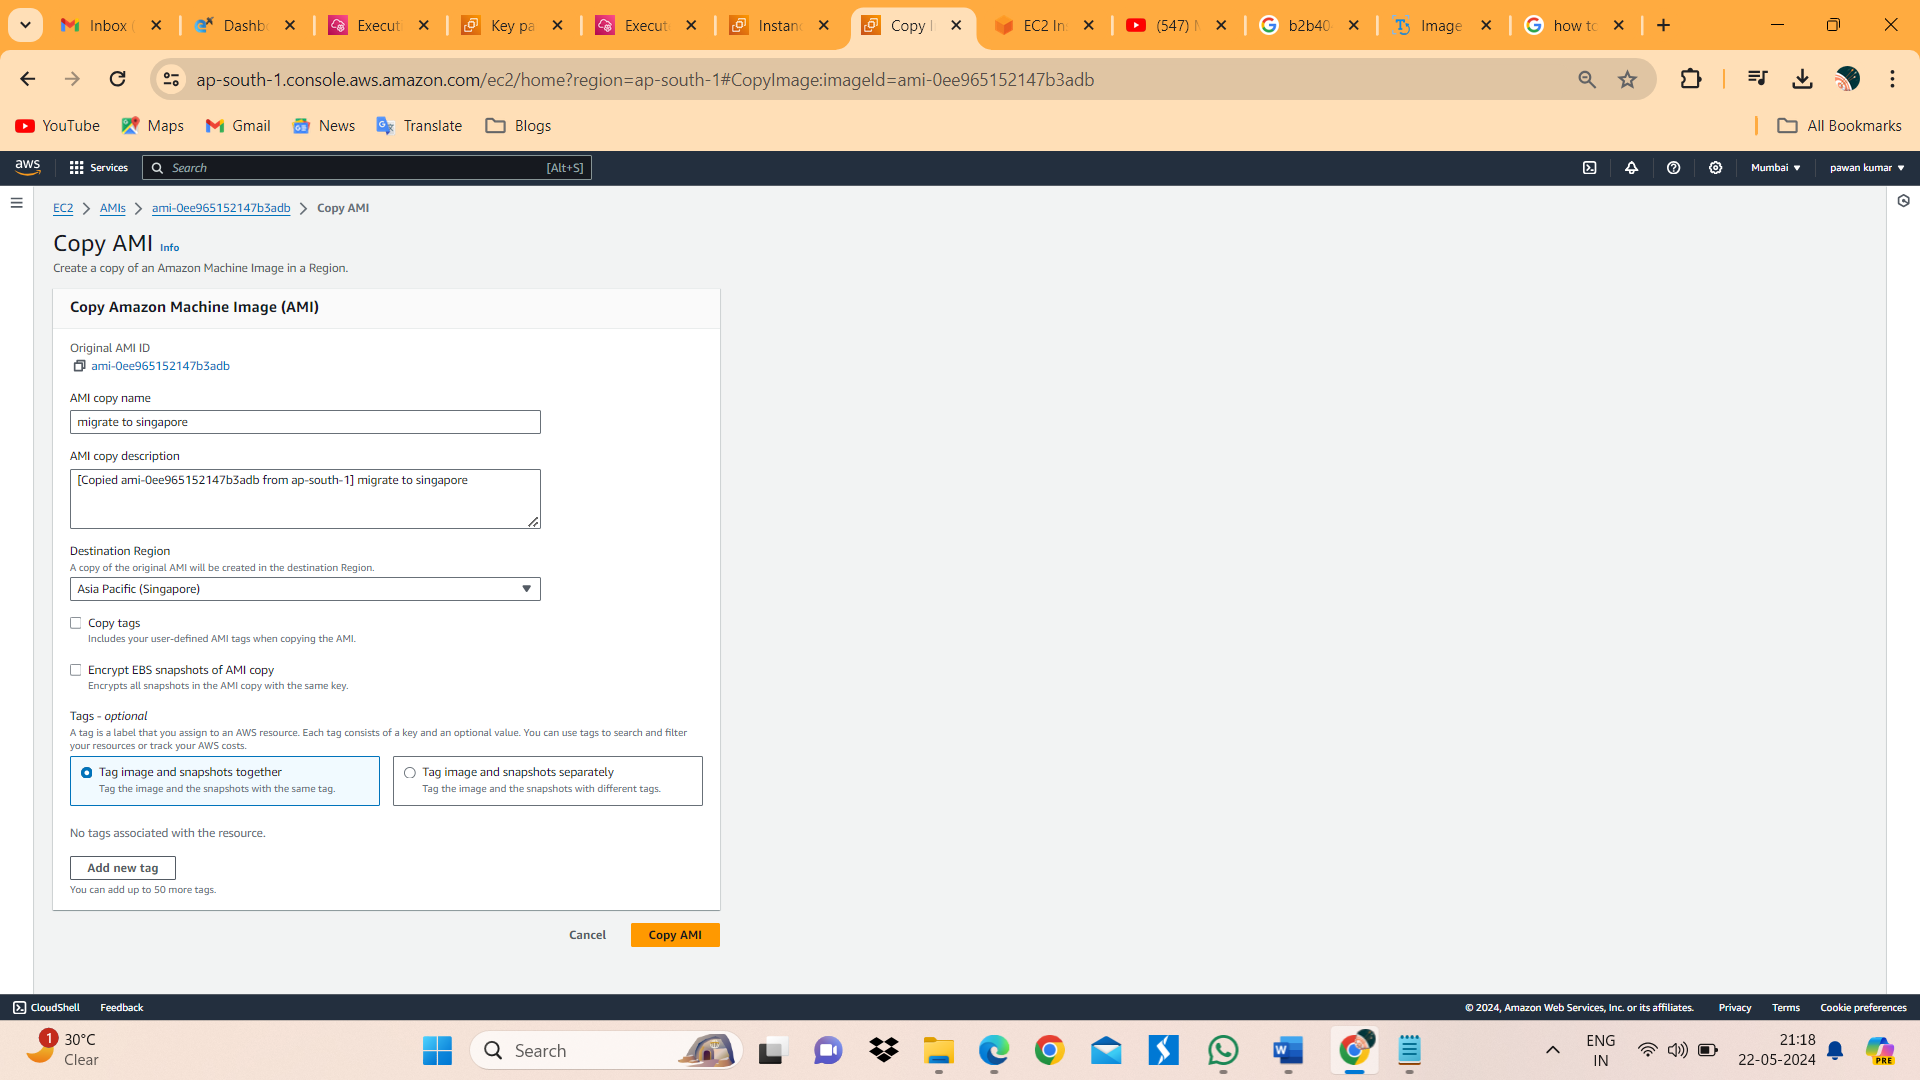 Inbox (
Dashbo
Execut
Key pa
Execut
Instanc
Copy I
EC2 Ins
(547) M
b2b40
Image
how to
ap-south-1.console.aws.amazon.com/ec2/home?region=ap-south-1#CopyImage:imageId=ami-0ee965152147b3adb
YouTube
Maps
Gmail
News
Translate
Blogs
All Bookmarks
aws
Services
Search
[Alt+S]
Mumbai
pawan kumar
EC2
AMIs
ami-0ee965152147b3adb
Copy AMI
Copy AMI Info
Create a copy of an Amazon Machine Image in a Region.
Copy Amazon Machine Image (AMI)
Original AMI ID
ami-0ee965152147b3adb
AMI copy name
migrate to singapore
AMI copy description
[Copied ami-0ee965152147b3adb from ap-south-1] migrate to singapore
Destination Region
A copy of the original AMI will be created in the destination Region.
Asia Pacific (Singapore)
Copy tags
Includes your user-defined AMI tags when copying the AMI.
Encrypt EBS snapshots of AMI copy
Encrypts all snapshots in the AMI copy with the same key.
Tags - optional
A tag is a label that you assign to an AWS resource. Each tag consists of a key and an optional value. You can use tags to search and filter
your resources or track your AWS costs.
Tag image and snapshots together
Tag the image and the snapshots with the same tag.
Tag image and snapshots separately
Tag the image and the snapshots with different tags.
No tags associated with the resource.
Add new tag
You can add up to 50 more tags.
Cancel
Copy AMI
CloudShell
Feedback
© 2024, Amazon Web Services, Inc. or its affiliates.
Privacy
Terms
Cookie preferences
1
30°C
Clear
Search
ENG
IN
21:18
22-05-2024
PRE